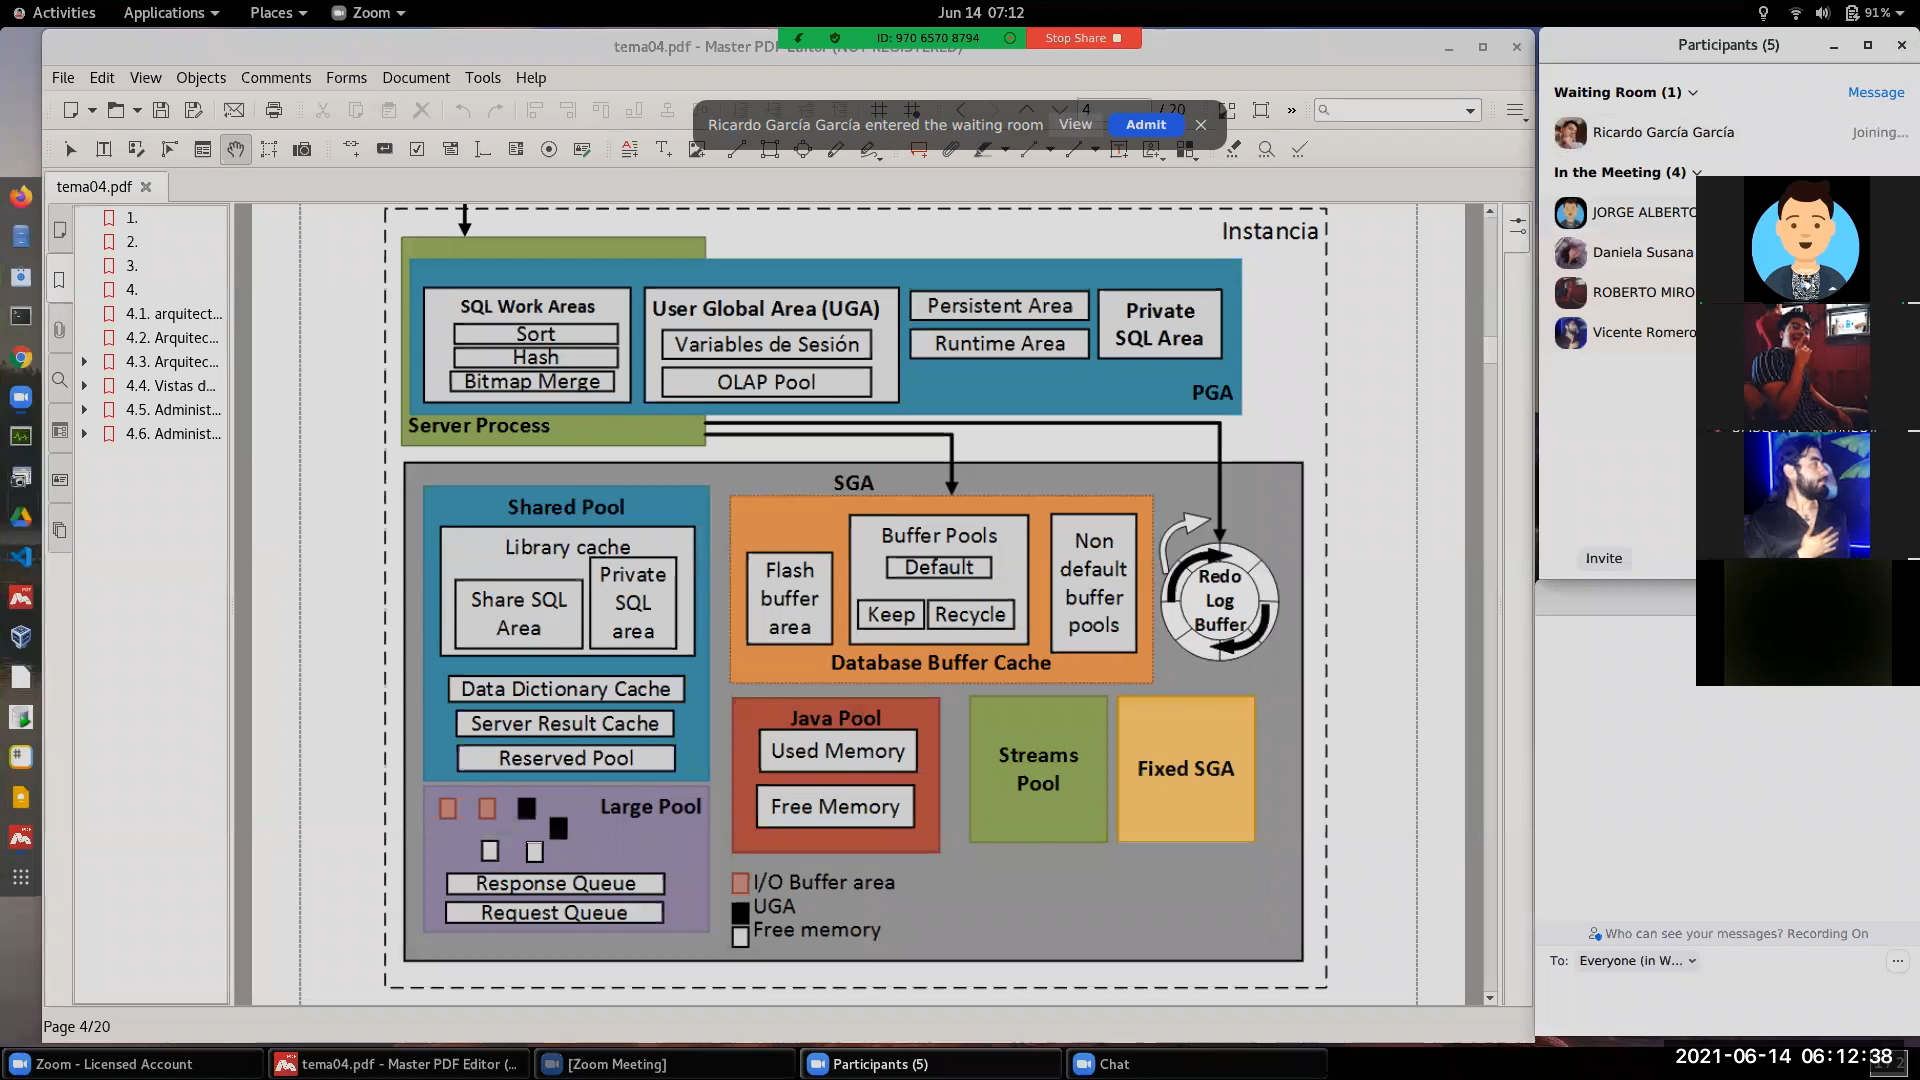 Activities Applications Places Zoom Jun 14 07:12 91%
ID: 970 6570 8794 Stop Share
tema04.pdf - Master PDF Editor (NOT REGISTERED)
File Edit View Objects Comments Forms Document Tools Help
4 / 20
Ricardo García García entered the waiting room View Admit
tema04.pdf
1.
2.
3.
4.
4.1. arquitect...
4.2. Arquitec...
4.3. Arquitec...
4.4. Vistas d...
4.5. Administ...
4.6. Administ...
Instancia
SQL Work Areas
Sort
Hash
Bitmap Merge
User Global Area (UGA)
Variables de Sesión
OLAP Pool
Persistent Area
Runtime Area
Private
SQL Area
PGA
Server Process
SGA
Shared Pool
Library cache
Share SQL
Area
Private
SQL
area
Data Dictionary Cache
Server Result Cache
Reserved Pool
Flash
buffer
area
Buffer Pools
Default
Keep Recycle
Non
default
buffer
pools
Database Buffer Cache
Redo
Log
Buffer
Large Pool
Response Queue
Request Queue
Java Pool
Used Memory
Free Memory
Streams
Pool
Fixed SGA
I/O Buffer area
UGA
Free memory
Page 4/20
Participants (5)
Waiting Room (1) Message
Ricardo García García Joining...
In the Meeting (4)
JORGE ALBERTO
Daniela Susana
ROBERTO MIRO
Vicente Romero
Invite
Who can see your messages? Recording On
To: Everyone (in W...
Zoom - Licensed Account
tema04.pdf - Master PDF Editor (...
[Zoom Meeting]
Participants (5)
Chat
2021-06-14 06:12:38